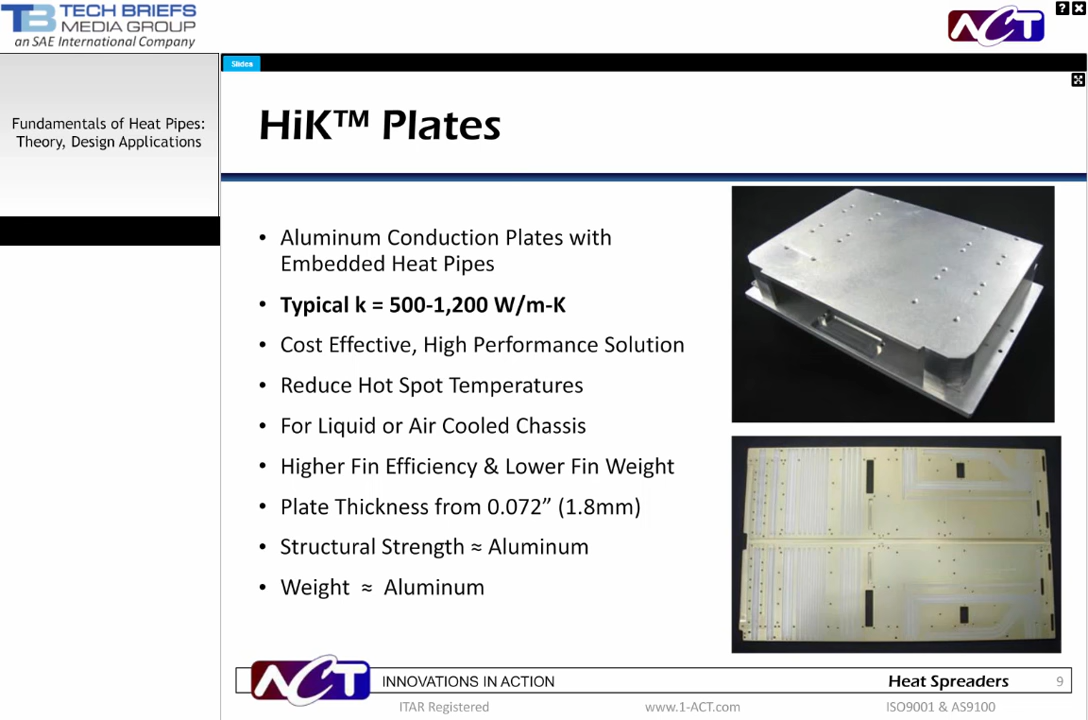 TB TECH BRIEFS
MEDIA GROUP
an SAE International Company
ACT
Slides
Fundamentals of Heat Pipes:
Theory, Design Applications
HiK™ Plates
• Aluminum Conduction Plates with
Embedded Heat Pipes
• Typical k = 500-1,200 W/m-K
• Cost Effective, High Performance Solution
• Reduce Hot Spot Temperatures
• For Liquid or Air Cooled Chassis
• Higher Fin Efficiency & Lower Fin Weight
• Plate Thickness from 0.072” (1.8mm)
• Structural Strength ≈ Aluminum
• Weight ≈ Aluminum
ACT INNOVATIONS IN ACTION Heat Spreaders 9
ITAR Registered www.1-ACT.com ISO9001 & AS9100